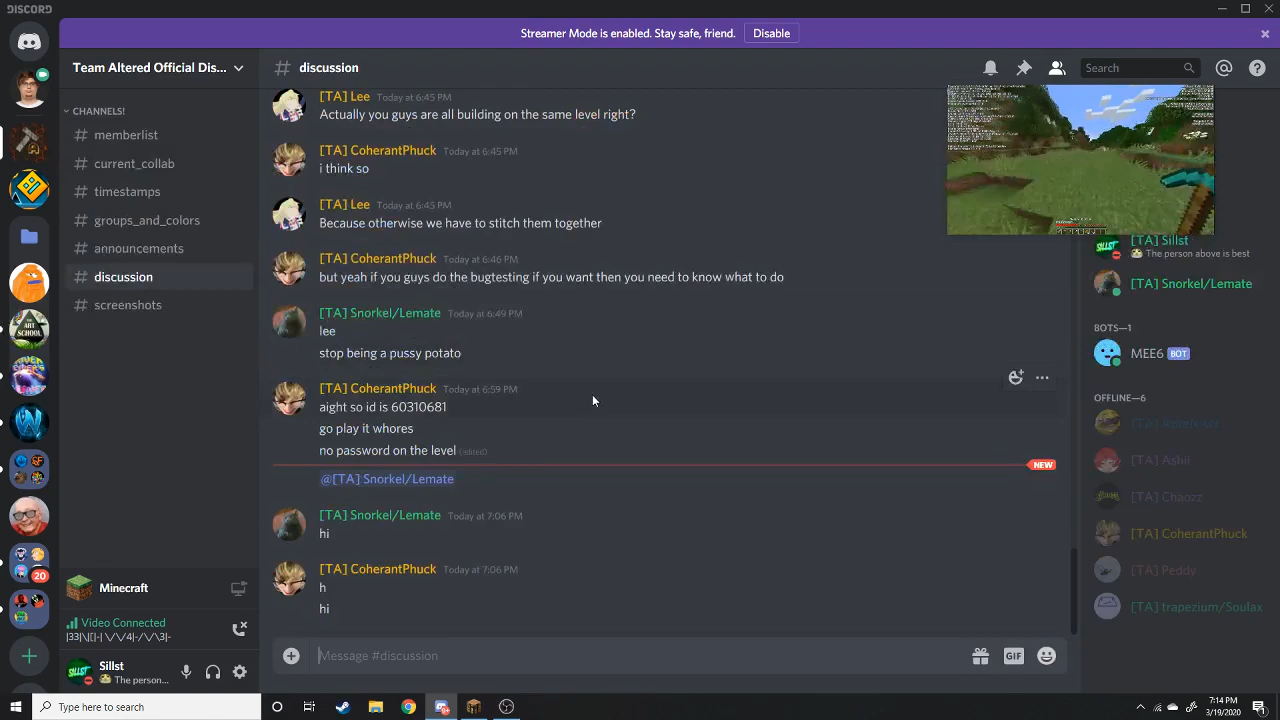 DISCORD
Streamer Mode is enabled. Stay safe, friend.
Disable
Team Altered Official Dis...
discussion
Search
CHANNELS!
memberlist
current_collab
timestamps
groups_and_colors
announcements
discussion
screenshots
[TA] Lee Today at 6:45 PM
Actually you guys are all building on the same level right?
[TA] CoherantPhuck Today at 6:45 PM
i think so
[TA] Lee Today at 6:45 PM
Because otherwise we have to stitch them together
[TA] CoherantPhuck Today at 6:46 PM
but yeah if you guys do the bugtesting if you want then you need to know what to do
[TA] Snorkel/Lemate Today at 6:49 PM
lee
stop being a pussy potato
[TA] CoherantPhuck Today at 6:59 PM
aight so id is 60310681
go play it whores
no password on the level (edited)
NEW
@[TA] Snorkel/Lemate
[TA] Snorkel/Lemate Today at 7:06 PM
hi
[TA] CoherantPhuck Today at 7:06 PM
h
hi
Message #discussion
GIF
[TA] Sillst
The person above is best
[TA] Snorkel/Lemate
BOTS—1
MEE6 BOT
OFFLINE—6
[TA] Ashii
[TA] Chaozz
[TA] CoherantPhuck
[TA] Peddy
[TA] trapezium/Soulax
20
Minecraft
Video Connected
Sillst
The person...
Type here to search
7:14 PM
3/19/2020